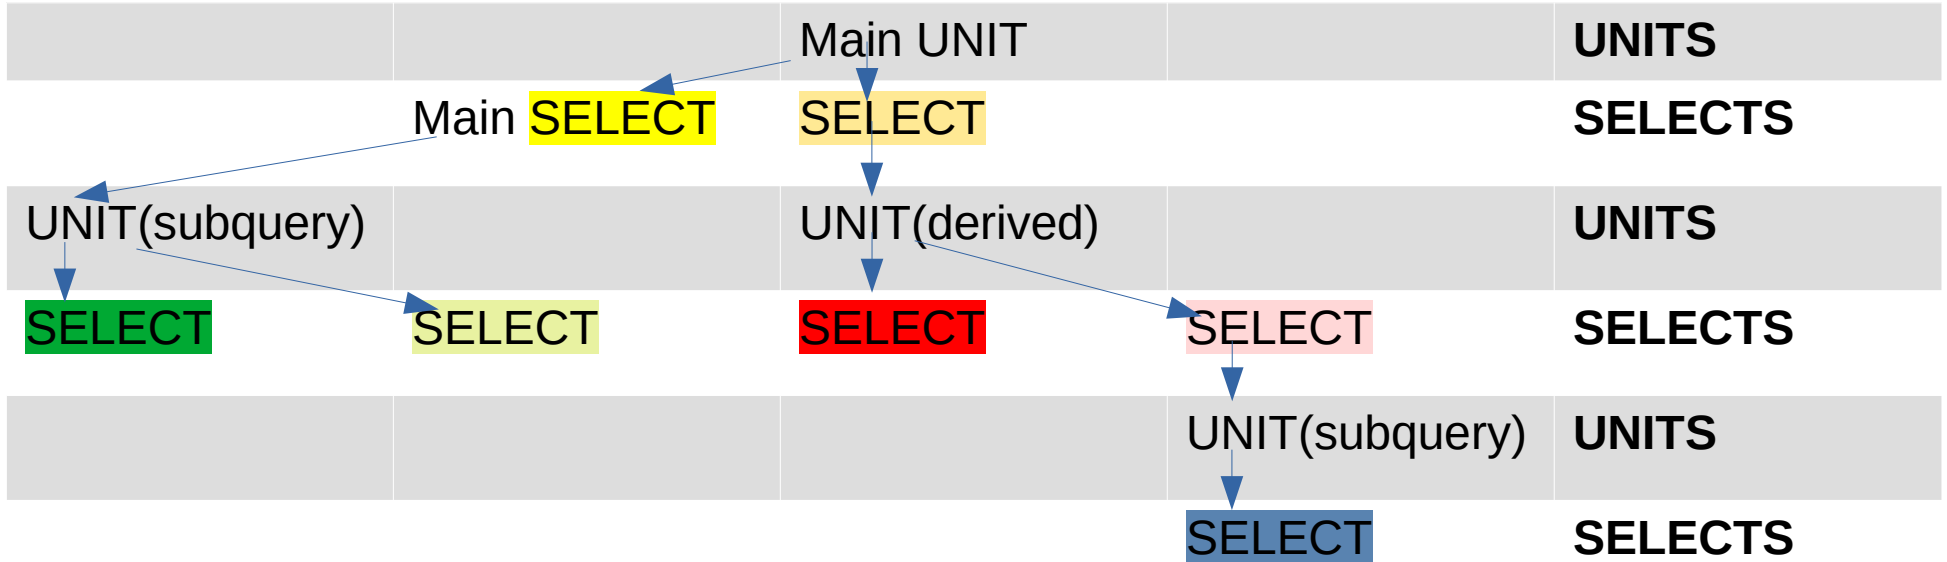 Main UNIT UNITS
Main SELECT SELECT SELECTS
UNIT(subquery) UNIT(derived) UNITS
SELECT SELECT SELECT SELECT SELECTS
UNIT(subquery) UNITS
SELECT SELECTS